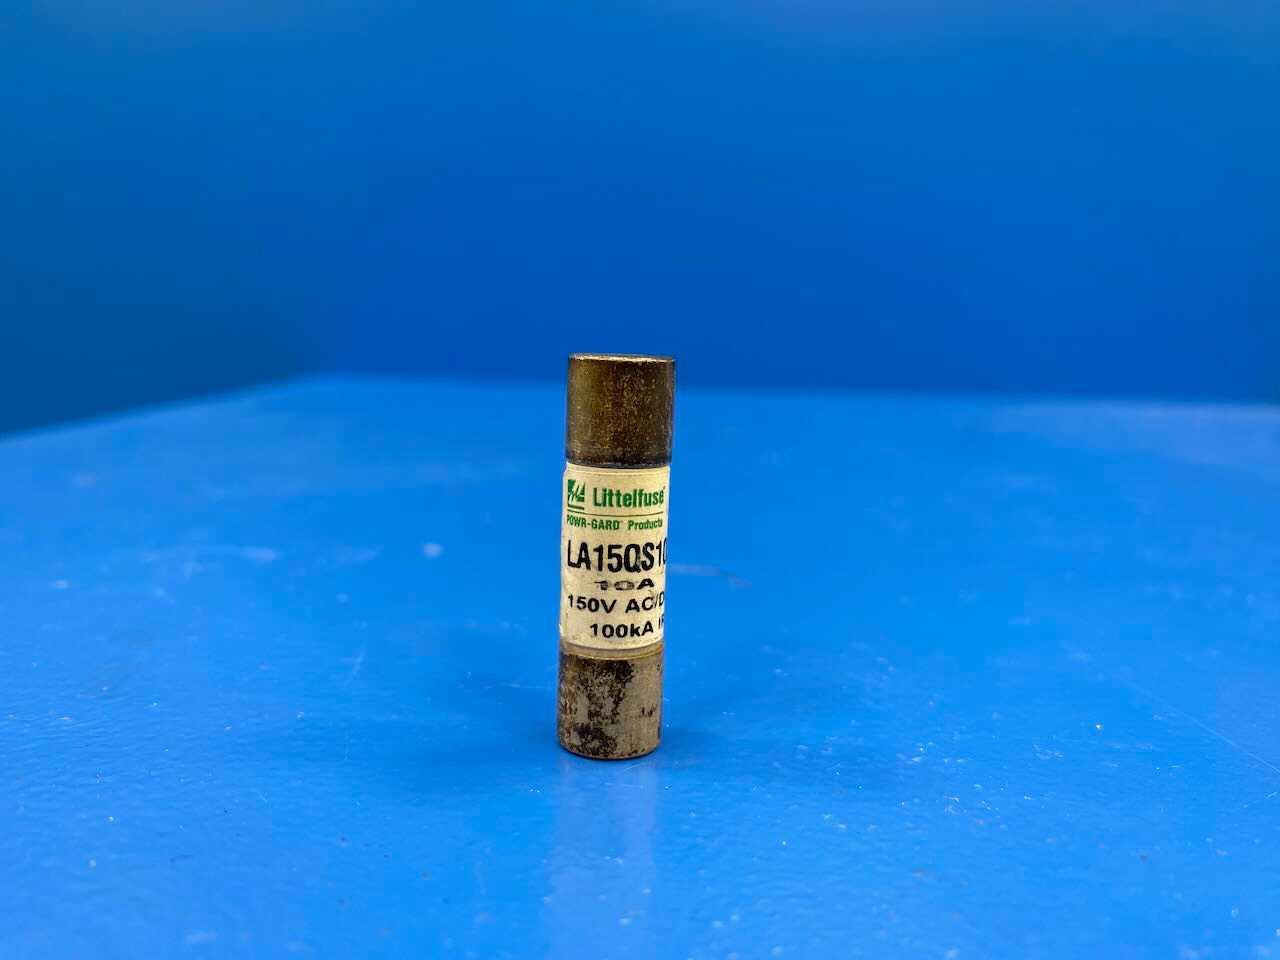 Littelfuse
POWR-GARD Products
LA15QS10
10A
150V AC/D
100kA I